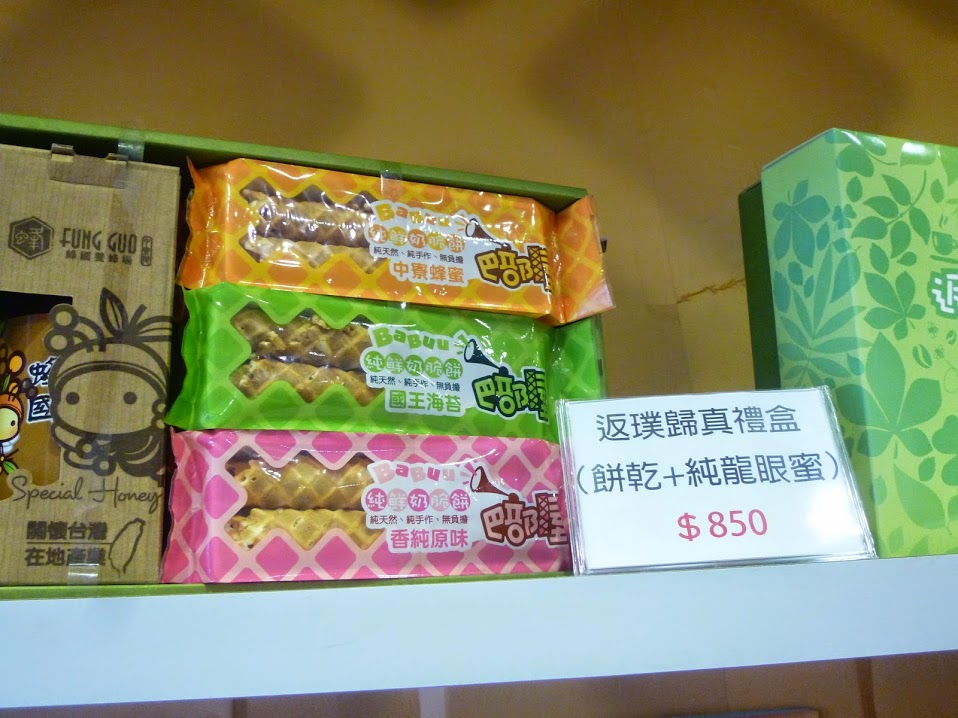 FUNG GUO
蜂國
Special Honey
關懷台灣
在地產業
BaBuu
純鮮奶脆餅
純天然、純手作、無負擔
中寮蜂蜜
BaBuu
純鮮奶脆餅
純天然、純手作、無負擔
國王海苔
BaBuu
純鮮奶脆餅
純天然、純手作、無負擔
香純原味
返璞歸真禮盒
(餅乾+純龍眼蜜)
$850
返